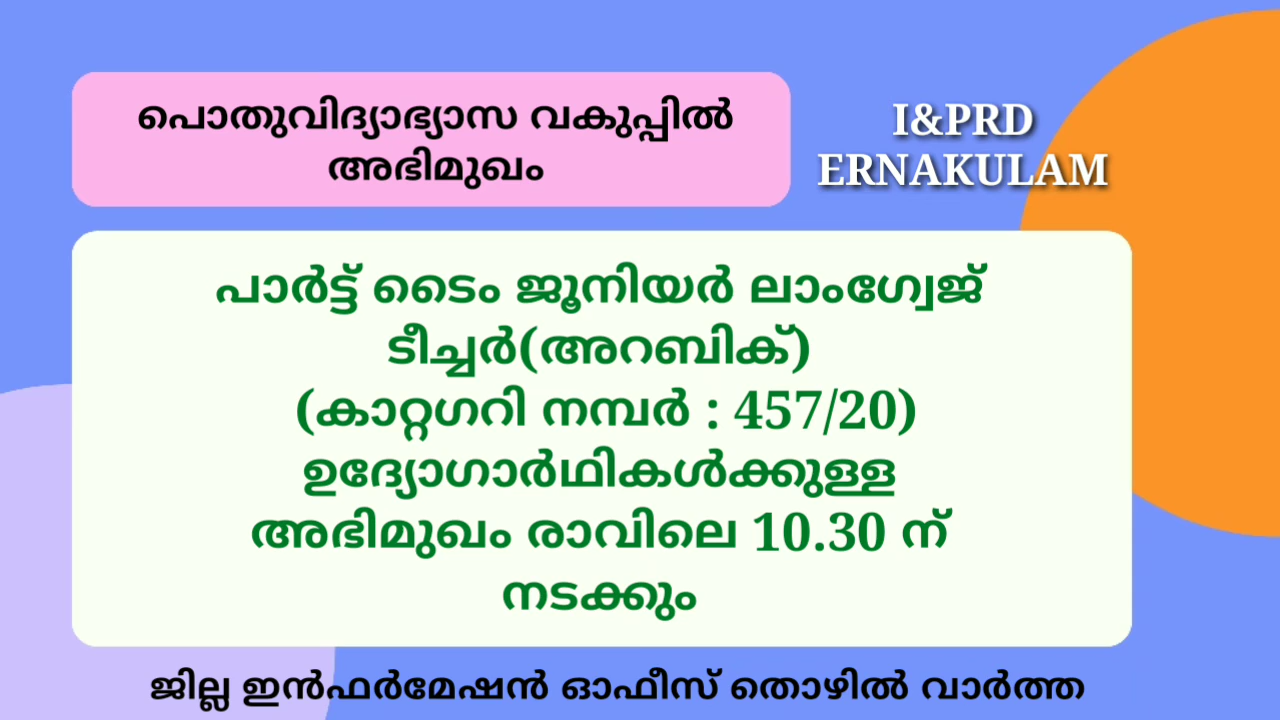 പൊതുവിദ്യാഭ്യാസ വകുപ്പിൽ
അഭിമുഖം
I&PRD
ERNAKULAM
പാർട്ട് ടൈം ജൂനിയർ ലാംഗ്വേജ്
ടീച്ചർ(അറബിക്)
(കാറ്റഗറി നമ്പർ : 457/20)
ഉദ്യോഗാർഥികൾക്കുള്ള
അഭിമുഖം രാവിലെ 10.30 ന്
നടക്കും
ജില്ല ഇൻഫർമേഷൻ ഓഫീസ് തൊഴിൽ വാർത്ത